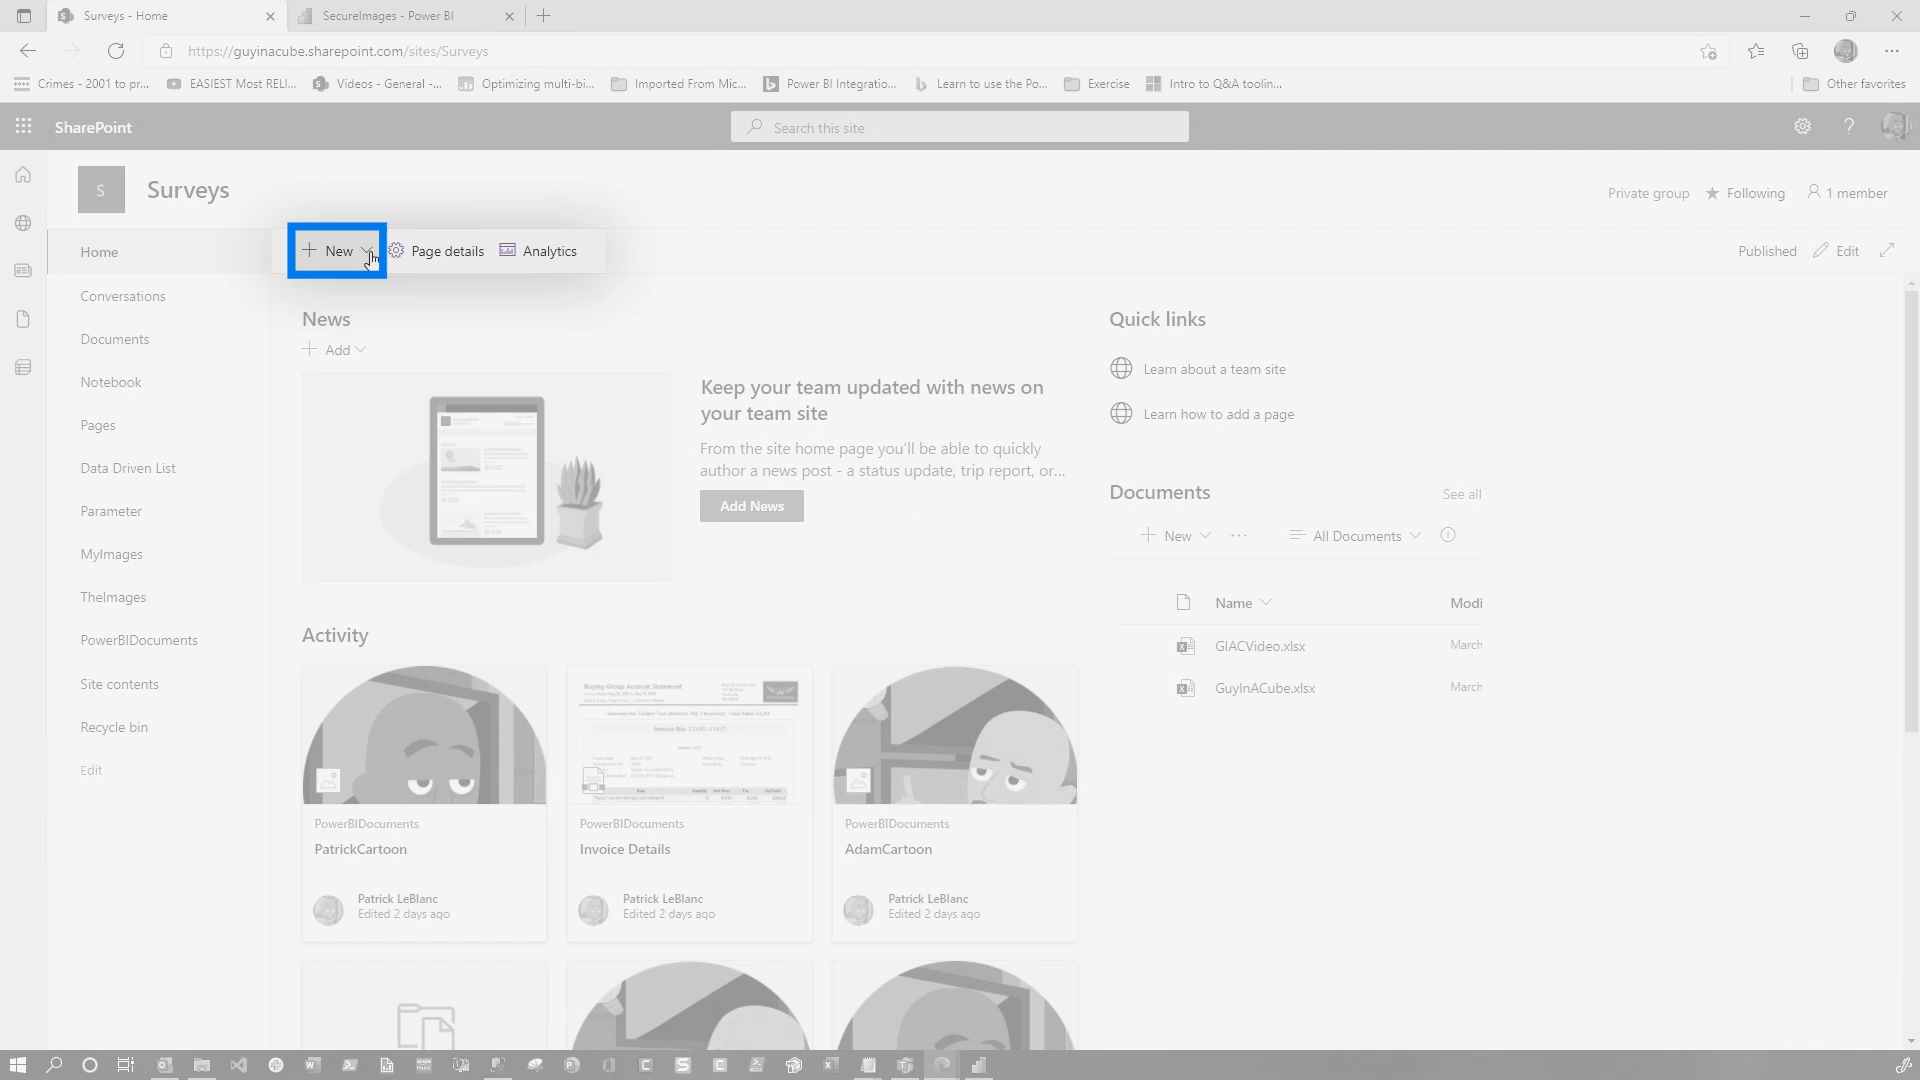 Surveys - Home
SecureImages - Power BI
https://guyinacube.sharepoint.com/sites/Surveys
Crimes - 2001 to pr...
EASIEST Most RELI...
Videos - General -...
Optimizing multi-bi...
Imported From Mic...
Power BI Integratio...
Learn to use the Po...
Exercise
Intro to Q&A toolin...
Other favorites
SharePoint
Search this site
S
Surveys
Private group
Following
1 member
Home
New
Page details
Analytics
Published
Edit
Conversations
Documents
Notebook
Pages
Data Driven List
Parameter
MyImages
TheImages
PowerBIDocuments
Site contents
Recycle bin
Edit
News
Add
Keep your team updated with news on
your team site
From the site home page you'll be able to quickly
author a news post - a status update, trip report, or...
Add News
Quick links
Learn about a team site
Learn how to add a page
Documents
See all
New
All Documents
Name
Modi
GIACVideo.xlsx
March
GuyInACube.xlsx
March
Activity
PowerBIDocuments
PatrickCartoon
Patrick LeBlanc
Edited 2 days ago
Buying Group Account Statement
PowerBIDocuments
Invoice Details
Patrick LeBlanc
Edited 2 days ago
PowerBIDocuments
AdamCartoon
Patrick LeBlanc
Edited 2 days ago